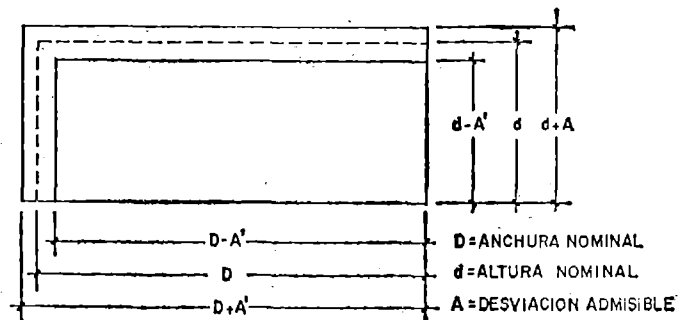 d-A' d d+A
D-A' D=ANCHURA NOMINAL
D d=ALTURA NOMINAL
D+A' A=DESVIACION ADMISIBLE